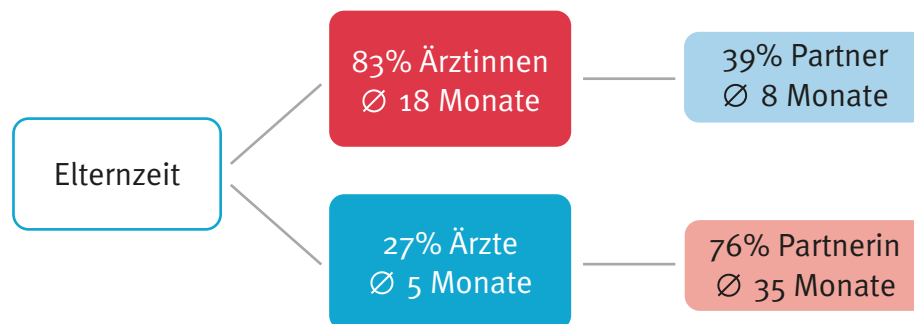 Elternzeit
83% Ärztinnen
∅ 18 Monate
39% Partner
∅ 8 Monate
27% Ärzte
∅ 5 Monate
76% Partnerin
∅ 35 Monate